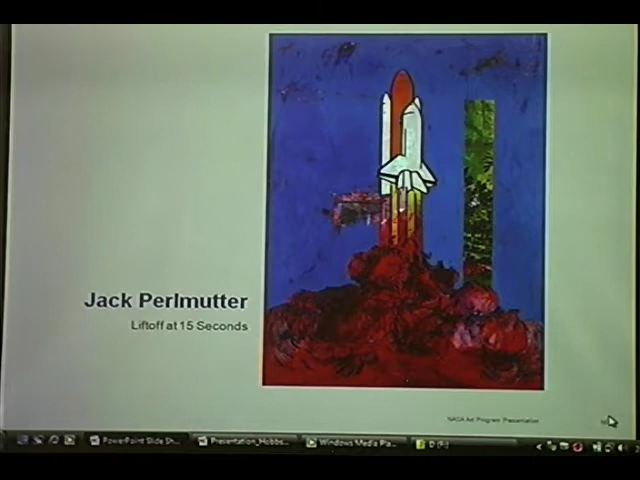 Jack Perlmutter
Liftoff at 15 Seconds
NASA Art Program Presentation
PowerPoint Slide Sh...
Presentation_Hobbs...
Windows Media Pla...